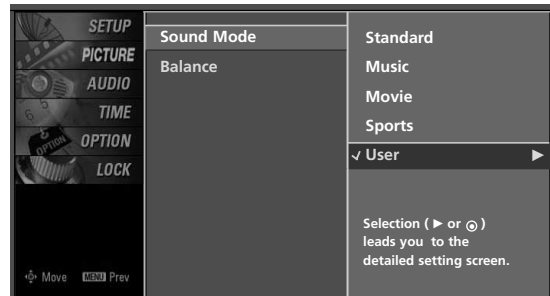 SETUP
PICTURE
AUDIO
TIME
OPTION
LOCK
Move MENU Prev
Sound Mode
Balance
Standard
Music
Movie
Sports
✓ User ►
Selection ( ► or ⊙ )
leads you to the
detailed setting screen.